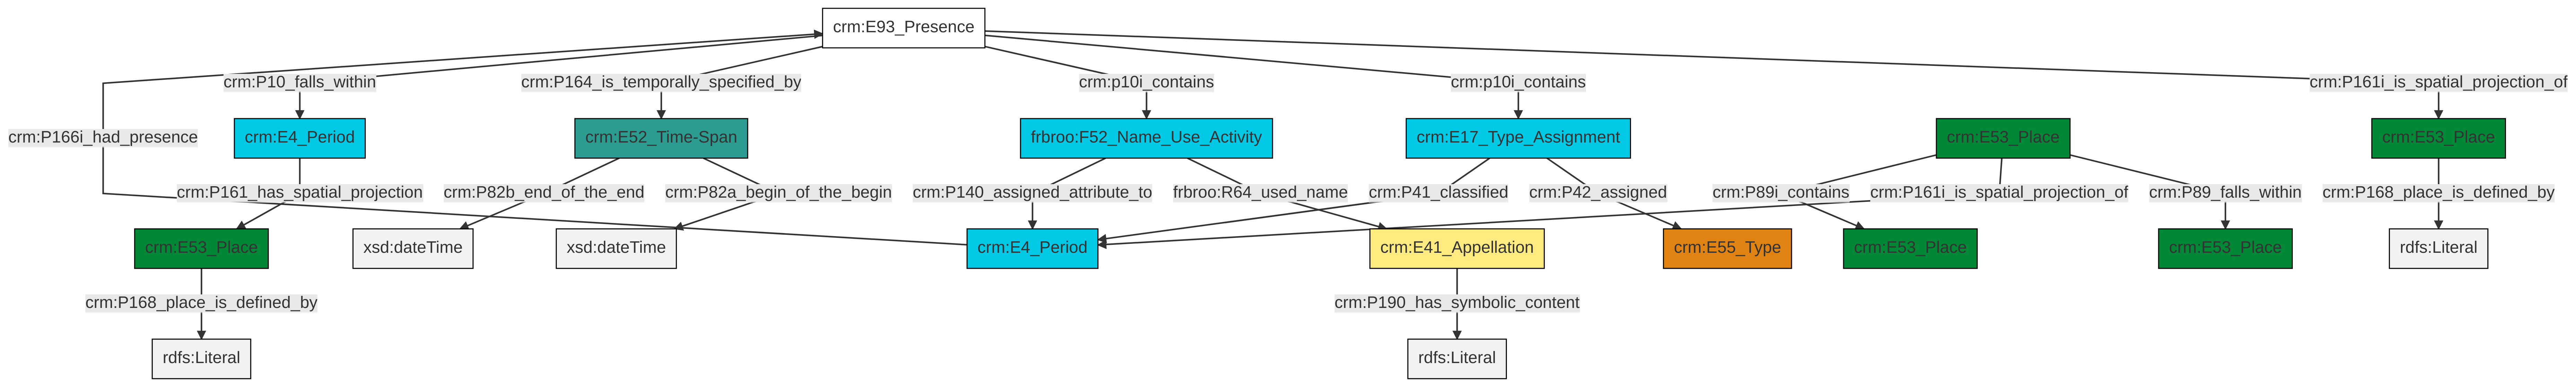 crm:E93_Presence
crm:P10_falls_within
crm:P164_is_temporally_specified_by
crm:p10i_contains
crm:p10i_contains
crm:P161i_is_spatial_projection_of
crm:P166i_had_presence
crm:E4_Period
crm:E52_Time-Span
frbroo:F52_Name_Use_Activity
crm:E17_Type_Assignment
crm:E53_Place
crm:E53_Place
crm:P161_has_spatial_projection
crm:P82b_end_of_the_end
crm:P82a_begin_of_the_begin
crm:P140_assigned_attribute_to
frbroo:R64_used_name
crm:P41_classified
crm:P42_assigned
crm:P89i_contains
crm:P161i_is_spatial_projection_of
crm:P89_falls_within
crm:P168_place_is_defined_by
crm:E53_Place
xsd:dateTime
xsd:dateTime
crm:E4_Period
crm:E41_Appellation
crm:E55_Type
crm:E53_Place
crm:E53_Place
rdfs:Literal
crm:P168_place_is_defined_by
crm:P190_has_symbolic_content
rdfs:Literal
rdfs:Literal